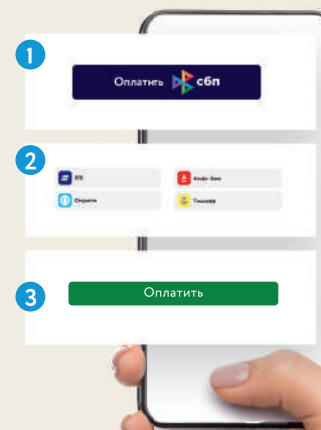 1
Оплатить сбп
2
ВТБ
Альфа-Банк
Открытие
Тинькофф
3
Оплатить